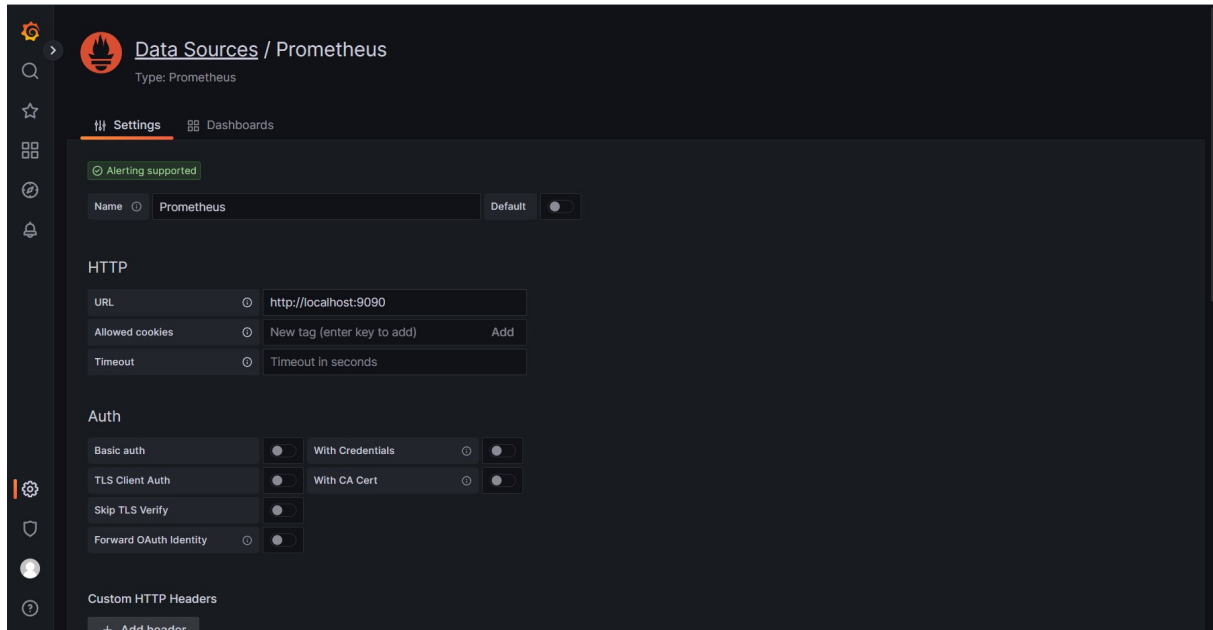 Data Sources / Prometheus
Type: Prometheus
Settings Dashboards
Alerting supported
Name Prometheus Default
HTTP
URL http://localhost:9090
Allowed cookies New tag (enter key to add) Add
Timeout Timeout in seconds
Auth
Basic auth With Credentials
TLS Client Auth With CA Cert
Skip TLS Verify
Forward OAuth Identity
Custom HTTP Headers
+ Add header